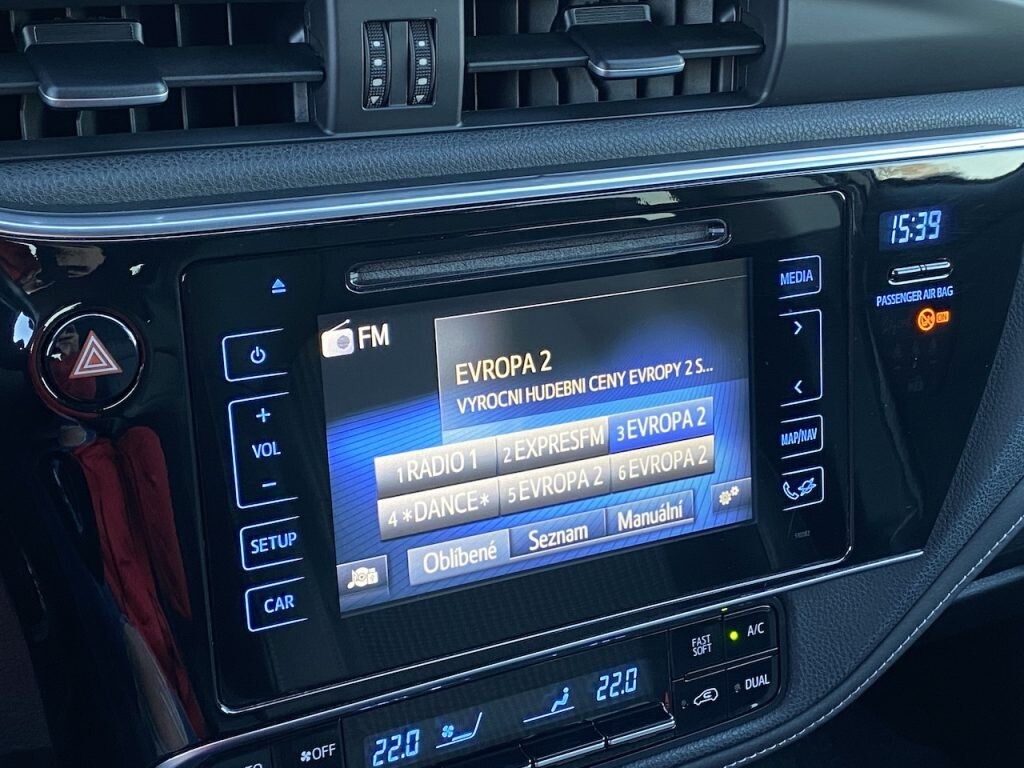 15:39
MEDIA
PASSENGER AIR BAG
ON
FM
EVROPA 2
VYROCNI HUDEBNI CENY EVROPY 2 S...
+
VOL
-
1 RADIO 1
2 EXPRESFM
3 EVROPA 2
4 *DANCE*
5 EVROPA 2
6 EVROPA 2
MAP/NAV
SETUP
Oblíbené
Seznam
Manuální
CAR
FAST
SOFT
A/C
22.0
22.0
DUAL
OFF